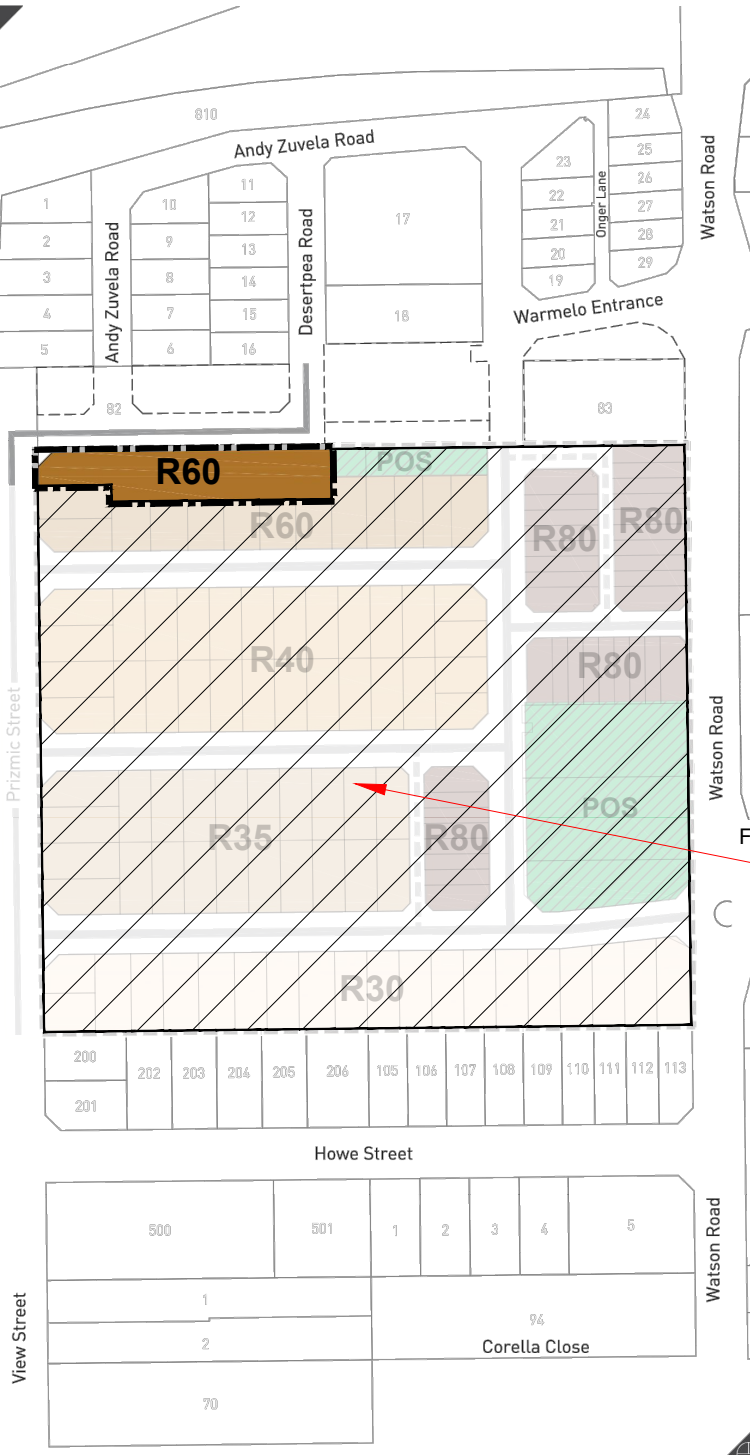 810
Andy Zuvela Road
24
25
26
27
28
29
23
22
21
20
19
Onger Lane
Watson Road
1
2
3
4
5
Andy Zuvela Road
10
9
8
7
6
11
12
13
14
15
16
Desertpea Road
17
18
Warmelo Entrance
82
83
R60
POS
R60
R80
R80
R40
R80
Prizmic Street
Watson Road
R35
R80
POS
F
R30
200
201
202
203
204
205
206
105
106
107
108
109
110
111
112
113
Howe Street
500
501
1
2
3
4
5
Watson Road
1
2
94
Corella Close
View Street
70